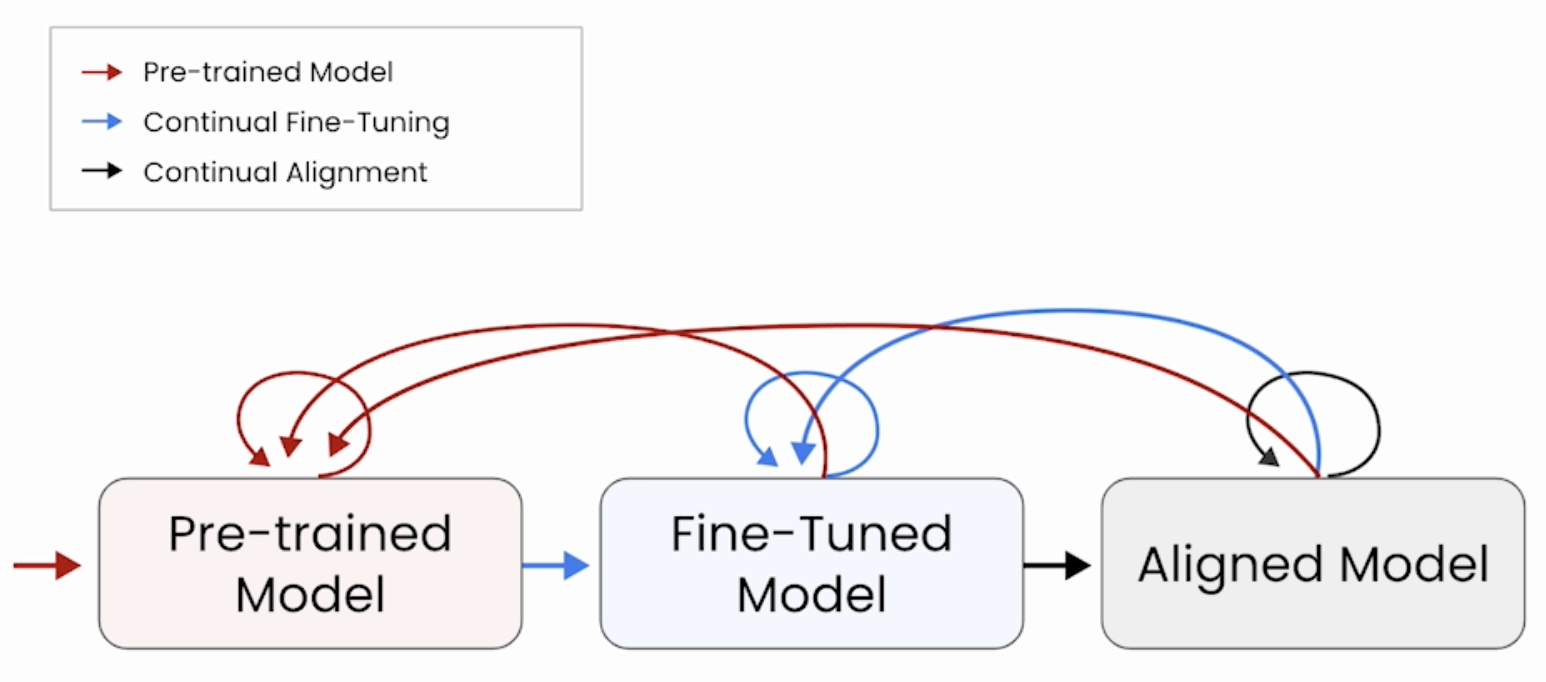 Pre-trained Model
Continual Fine-Tuning
Continual Alignment
Pre-trained
Model
Fine-Tuned
Model
Aligned Model